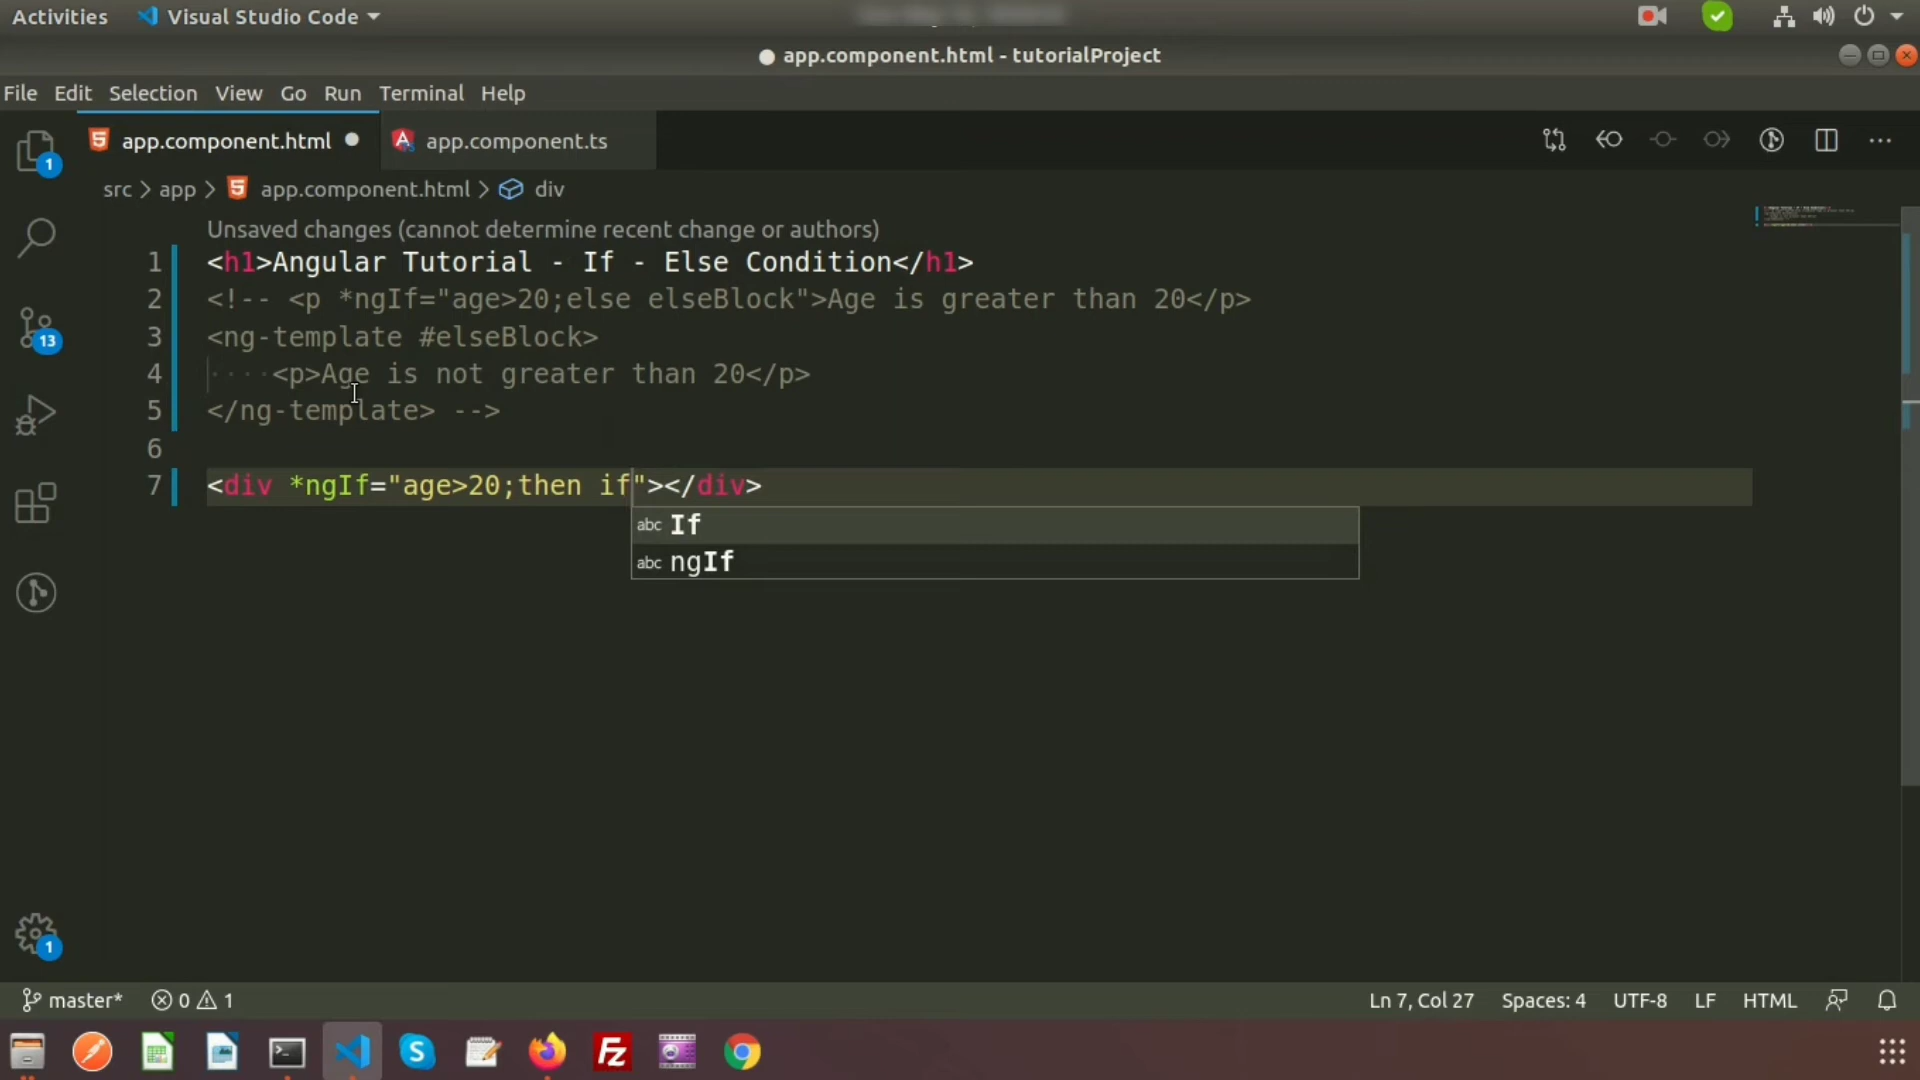 Activities Visual Studio Code
app.component.html - tutorialProject
File Edit Selection View Go Run Terminal Help
app.component.html app.component.ts
src > app > app.component.html > div
Unsaved changes (cannot determine recent change or authors)
1 <h1>Angular Tutorial - If - Else Condition</h1>
2 <!-- <p *ngIf="age>20;else elseBlock">Age is greater than 20</p>
3 <ng-template #elseBlock>
4 ····<p>Age is not greater than 20</p>
5 </ng-template> -->
6
7 <div *ngIf="age>20;then if"></div>
abc If
abc ngIf
1
13
1
master* 0 1 Ln 7, Col 27 Spaces: 4 UTF-8 LF HTML